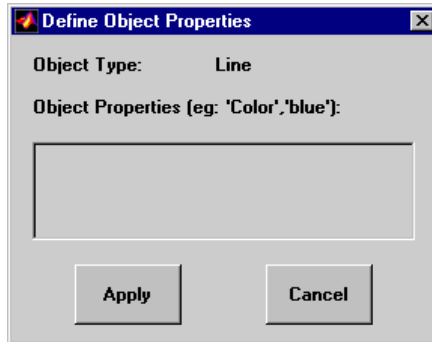 Define Object Properties
Object Type: Line
Object Properties (eg: 'Color','blue'):
Apply Cancel